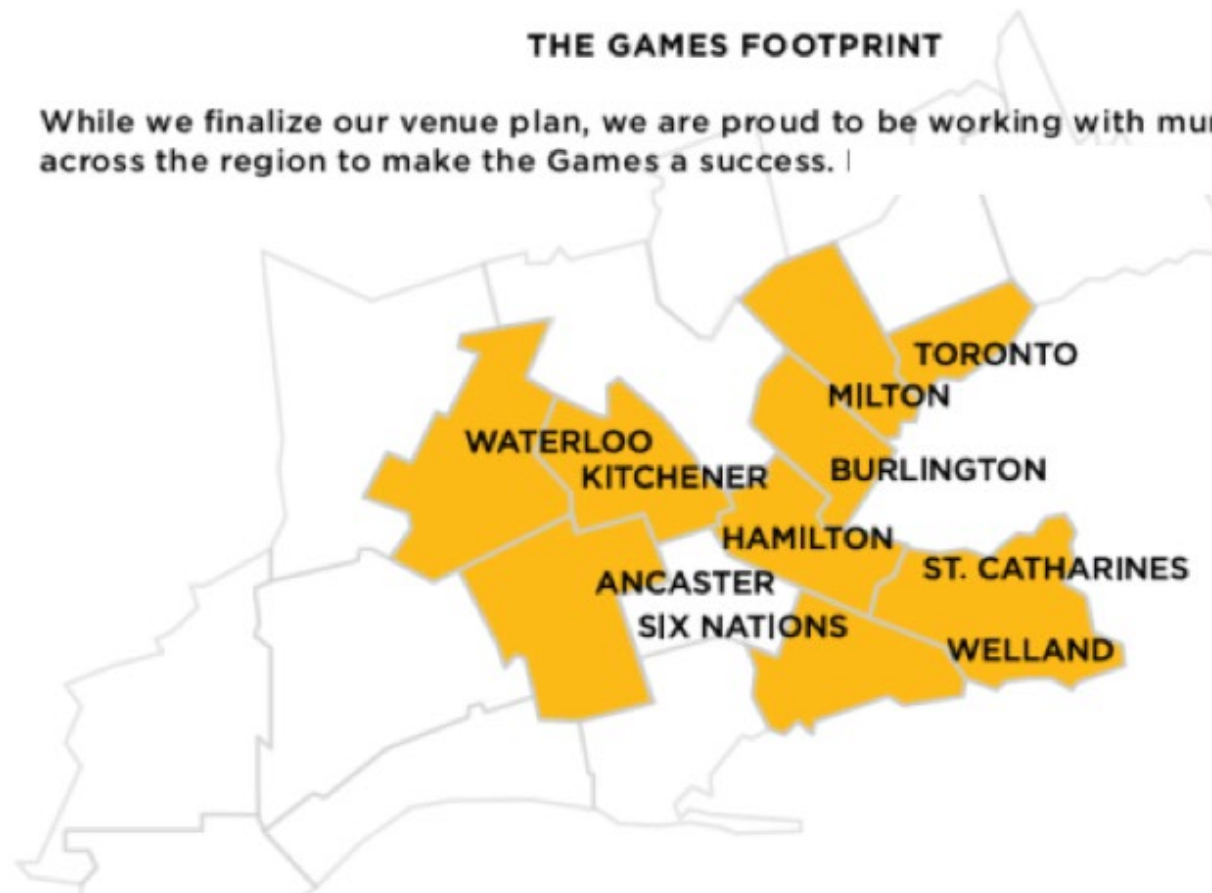 THE GAMES FOOTPRINT
While we finalize our venue plan, we are proud to be working with
across the region to make the Games a success.
TORONTO
MILTON
WATERLOO
BURLINGTON
KITCHENER
HAMILTON
ST. CATHARINES
ANCASTER
SIX NATIONS
WELLAND